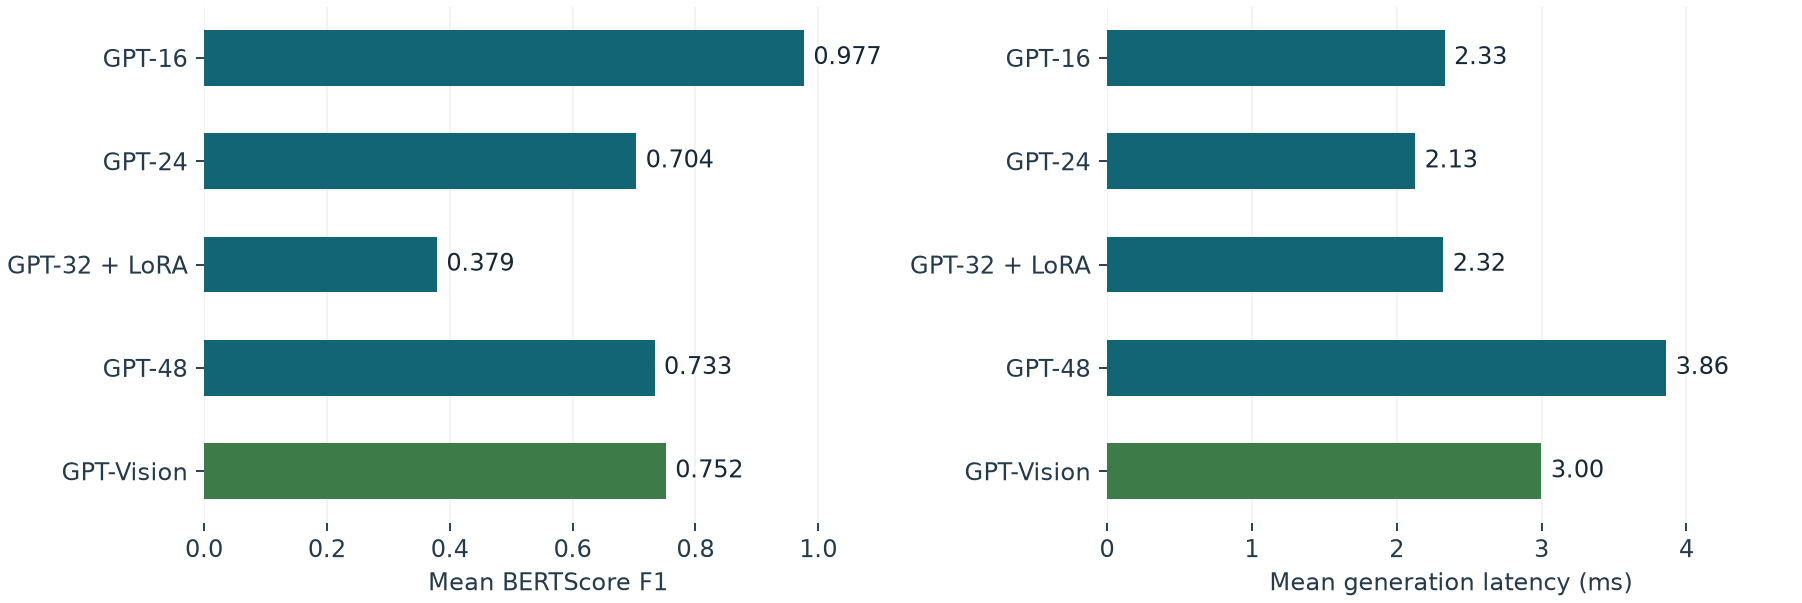 GPT-16
0.977
GPT-24
0.704
GPT-32 + LoRA
0.379
GPT-48
0.733
GPT-Vision
0.752
0.0 0.2 0.4 0.6 0.8 1.0
Mean BERTScore F1
GPT-16
2.33
GPT-24
2.13
GPT-32 + LoRA
2.32
GPT-48
3.86
GPT-Vision
3.00
0 1 2 3 4
Mean generation latency (ms)